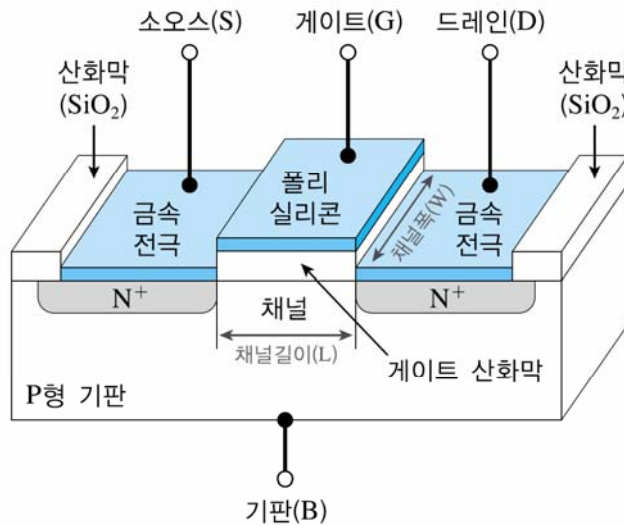 소오스(S)
게이트(G)
드레인(D)
산화막
(SiO₂)
산화막
(SiO₂)
폴리
실리콘
금속
전극
채널폭(W)
금속
전극
N⁺
채널
N⁺
채널길이(L)
게이트 산화막
P형 기판
기판(B)